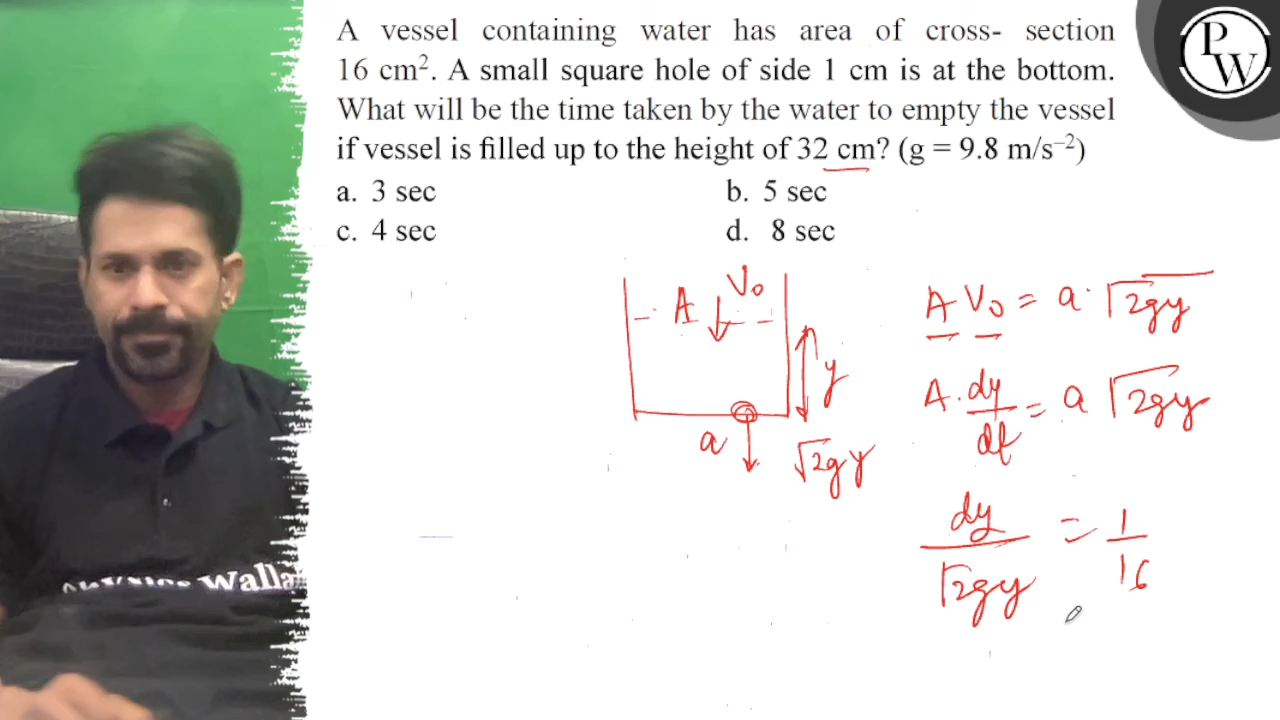 A vessel containing water has area of cross- section
16 cm². A small square hole of side 1 cm is at the bottom.
What will be the time taken by the water to empty the vessel
if vessel is filled up to the height of 32 cm? (g = 9.8 m/s⁻²)
a. 3 sec b. 5 sec
c. 4 sec d. 8 sec
P
W
A V₀
y
a
√2gy
A V₀ = a·√2gy
A·dy/dt = a √2gy
dy/√2gy = 1/16
Physics Walla